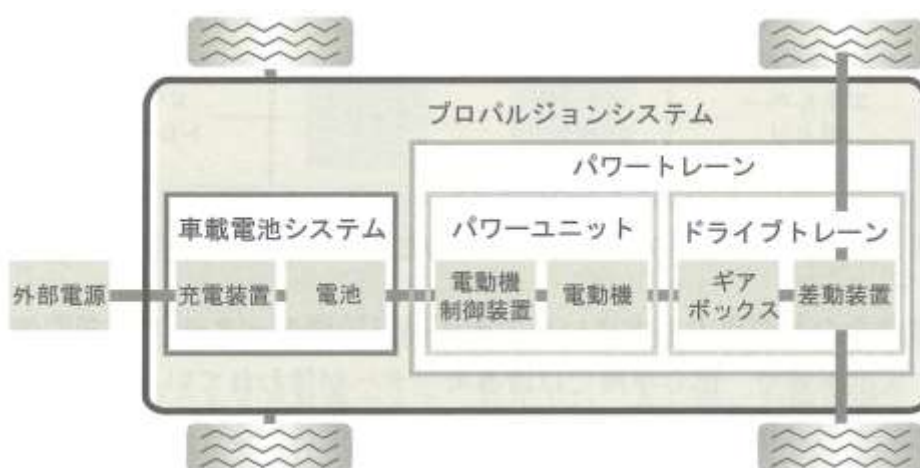 プロパルジョンシステム
パワートレーン
車載電池システム
パワーユニット
ドライブトレーン
外部電源
充電装置
電池
電動機
制御装置
電動機
ギア
ボックス
差動装置